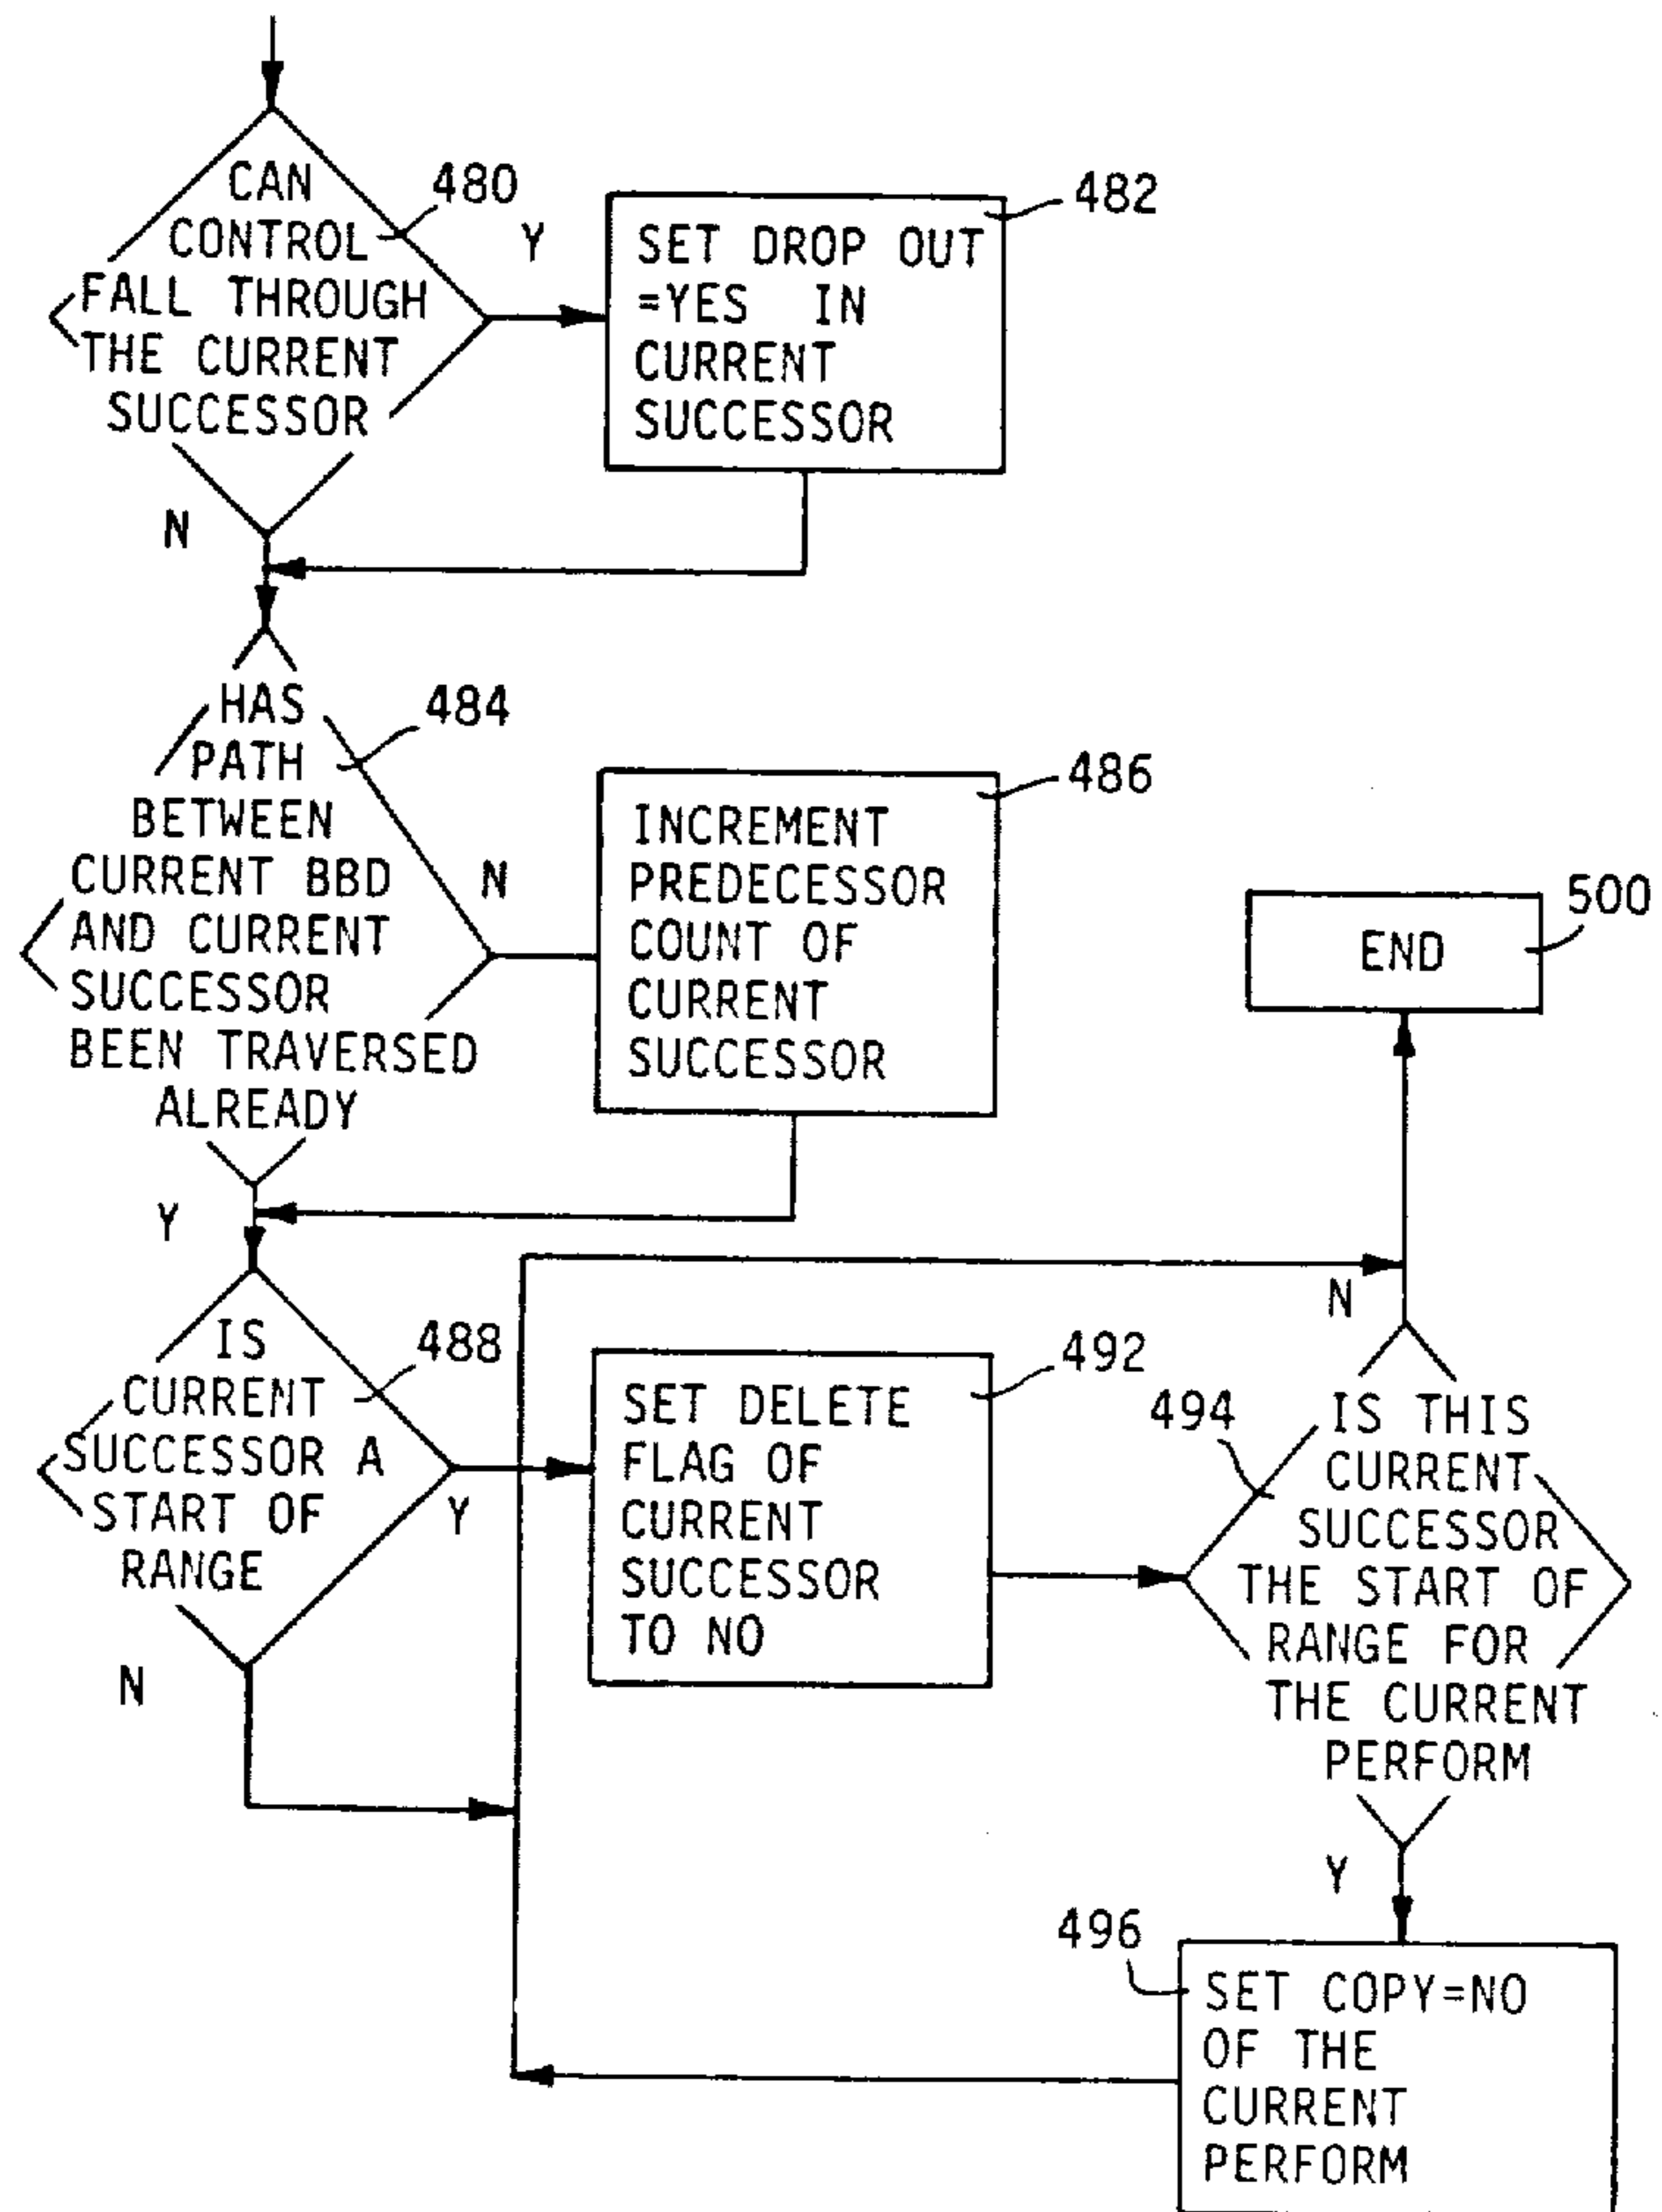 CAN
CONTROL
FALL THROUGH
THE CURRENT
SUCCESSOR
480
Y
N
SET DROP OUT
=YES IN
CURRENT
SUCCESSOR
482
HAS
PATH
BETWEEN
CURRENT BBD
AND CURRENT
SUCCESSOR
BEEN TRAVERSED
ALREADY
484
N
Y
INCREMENT
PREDECESSOR
COUNT OF
CURRENT
SUCCESSOR
486
END
500
IS
CURRENT
SUCCESSOR A
START OF
RANGE
488
Y
N
SET DELETE
FLAG OF
CURRENT
SUCCESSOR
TO NO
492
N
494
IS THIS
CURRENT
SUCCESSOR
THE START OF
RANGE FOR
THE CURRENT
PERFORM
Y
496
SET COPY=NO
OF THE
CURRENT
PERFORM